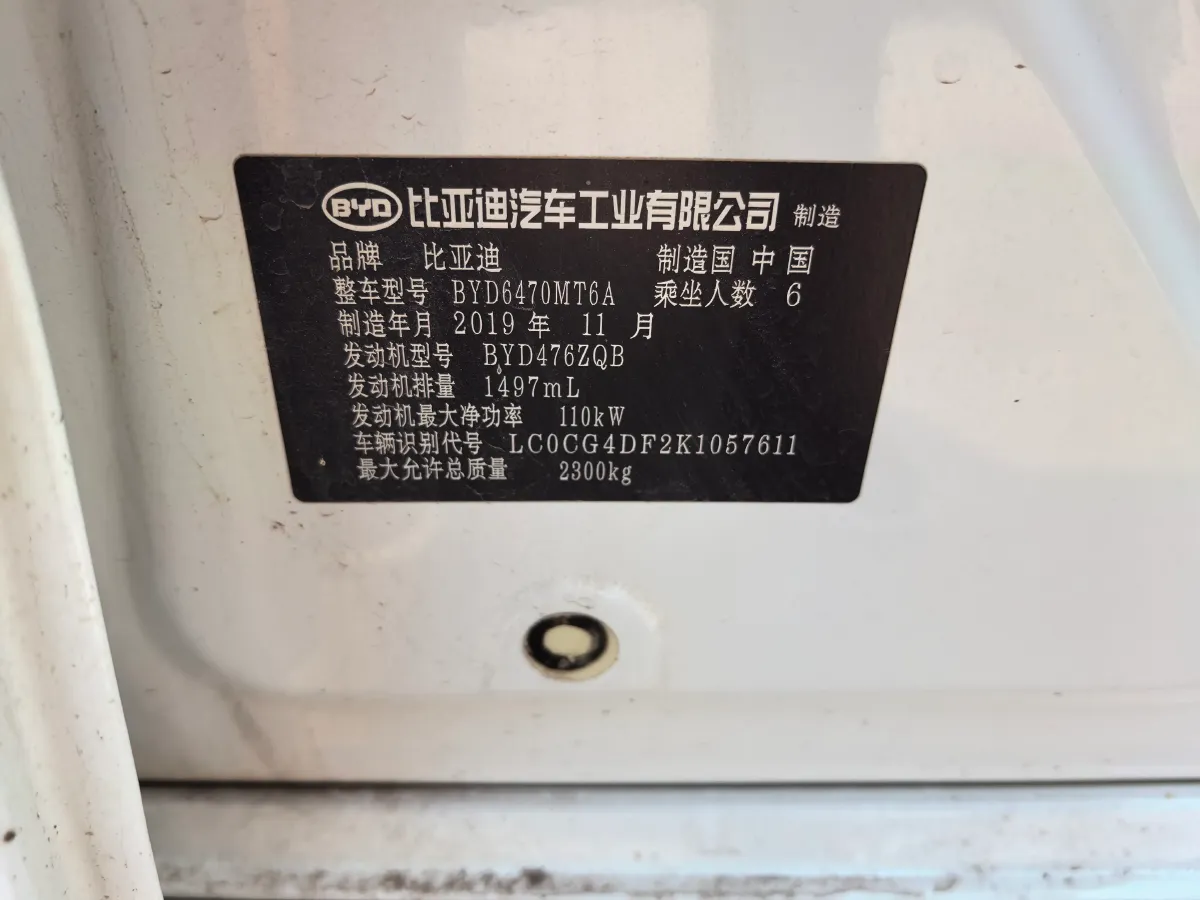 BYD 比亚迪汽车工业有限公司 制造
品牌 比亚迪 制造国 中国
整车型号 BYD6470MT6A 乘坐人数 6
制造年月 2019 年 11 月
发动机型号 BYD476ZQB
发动机排量 1497mL
发动机最大净功率 110kW
车辆识别代号 LC0CG4DF2K1057611
最大允许总质量 2300kg